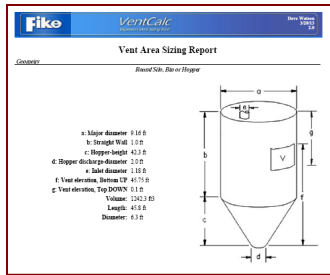 Fike
VentCalc
Dave Watson
3/20/15
1.0
Vent Area Sizing Report
Geometry
Round Silo, Bin or Hopper
a: Major diameter 9.16 ft
b: Straight Wall 1.0 ft
c: Hopper-height 42.3 ft
d: Hopper discharge-diameter 2.0 ft
e: Inlet diameter 1.18 ft
f: Vent elevation, Bottom UP 45.75 ft
g: Vent elevation, Top DOWN 0.1 ft
Volume: 1242.3 ft3
Length: 45.8 ft
Diameter: 6.3 ft
a
e
b
g
V
f
c
d